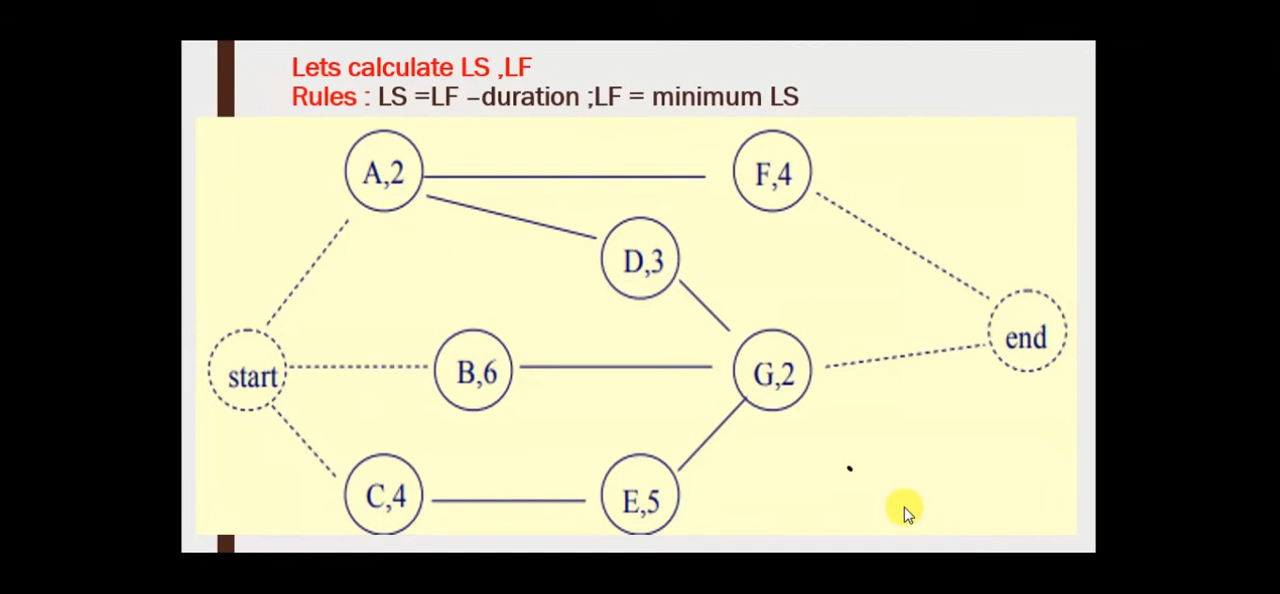 Lets calculate LS ,LF
Rules : LS =LF –duration ;LF = minimum LS
A,2
F,4
D,3
end
start
B,6
G,2
C,4
E,5